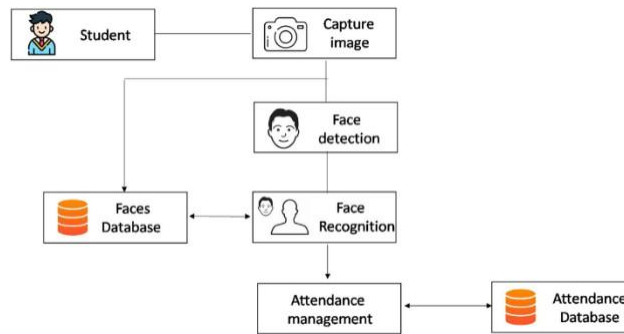 Student
Capture
image
Face
detection
Faces
Database
Face
Recognition
Attendance
management
Attendance
Database